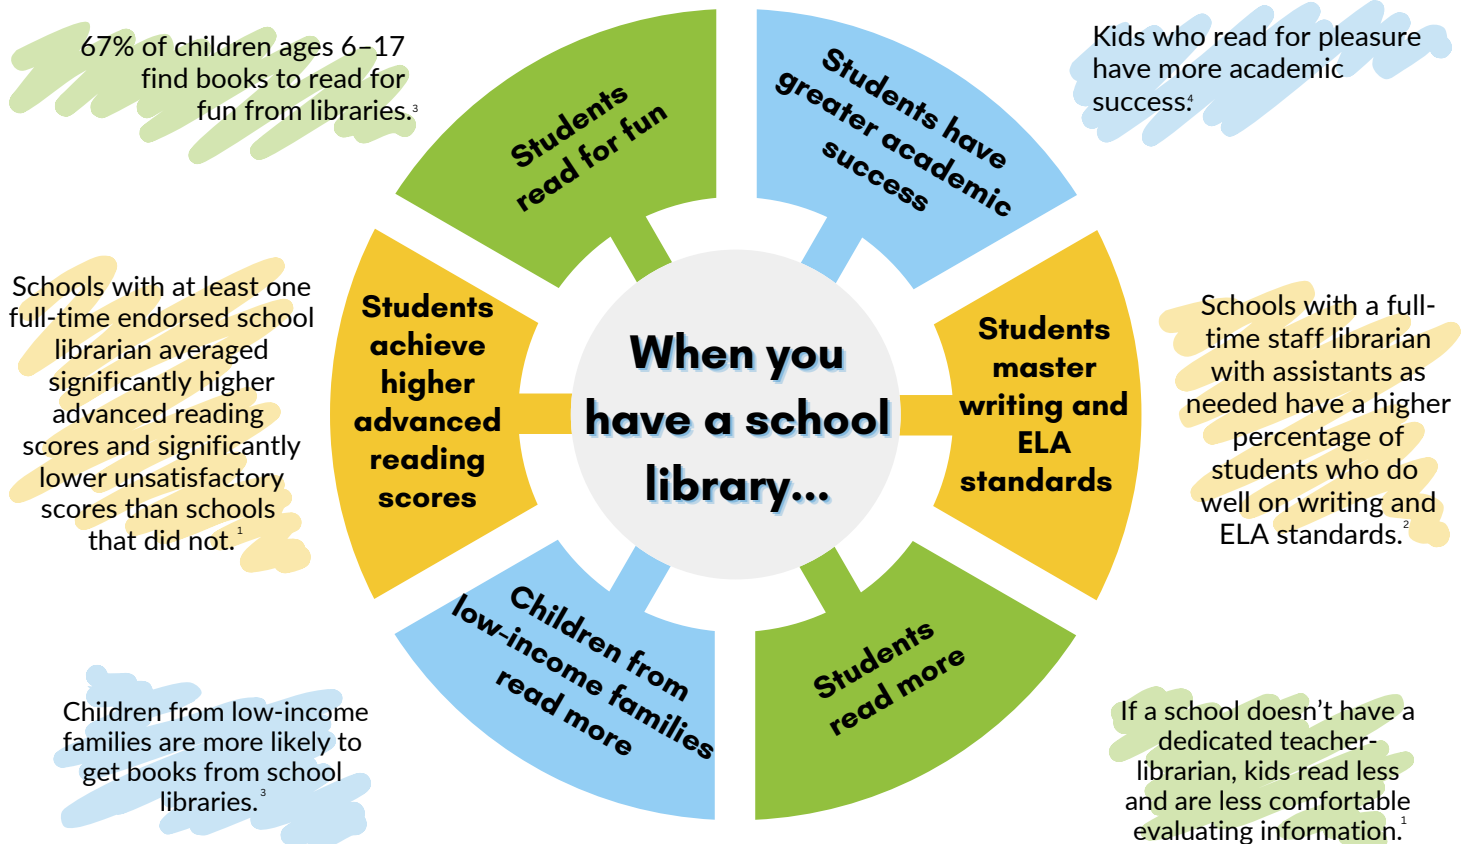 67% of children ages 6–17
find books to read for
fun from libraries.³
Students
read for fun
Students have
greater academic
success
Kids who read for pleasure
have more academic
success.⁴
Schools with at least one
full-time endorsed school
librarian averaged
significantly higher
advanced reading
scores and significantly
lower unsatisfactory
scores than schools
that did not.¹
Students
achieve
higher
advanced
reading
scores
When you
have a school
library...
Students
master
writing and
ELA
standards
Schools with a full-
time staff librarian
with assistants as
needed have a higher
percentage of
students who do
well on writing and
ELA standards.²
Children from low-income
families are more likely to
get books from school
libraries.³
Children from
low-income families
read more
Students
read more
If a school doesn’t have a
dedicated teacher-
librarian, kids read less
and are less comfortable
evaluating information.¹